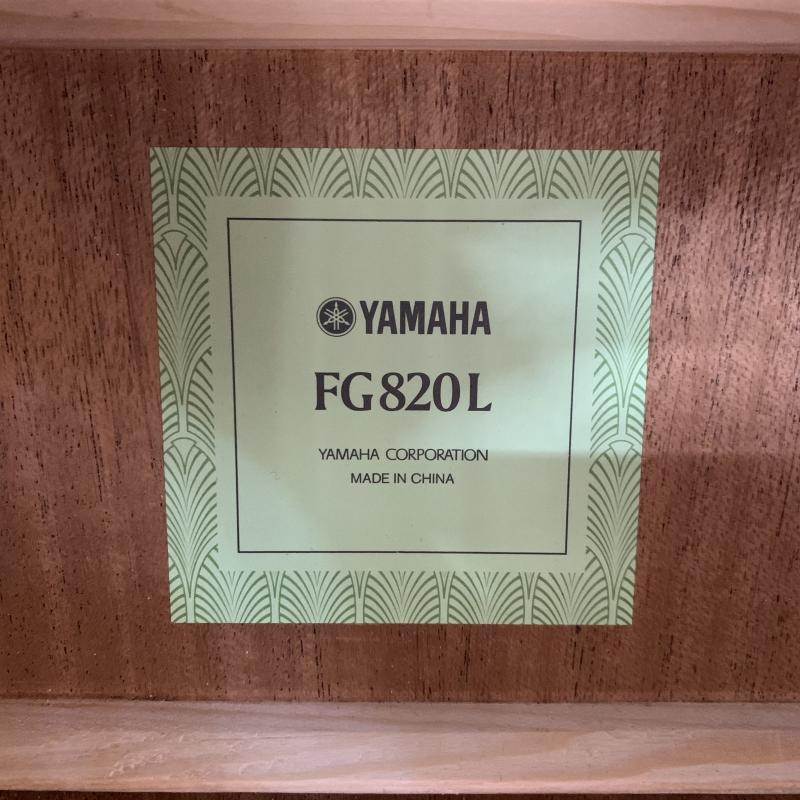 YAMAHA
FG820L
YAMAHA CORPORATION
MADE IN CHINA